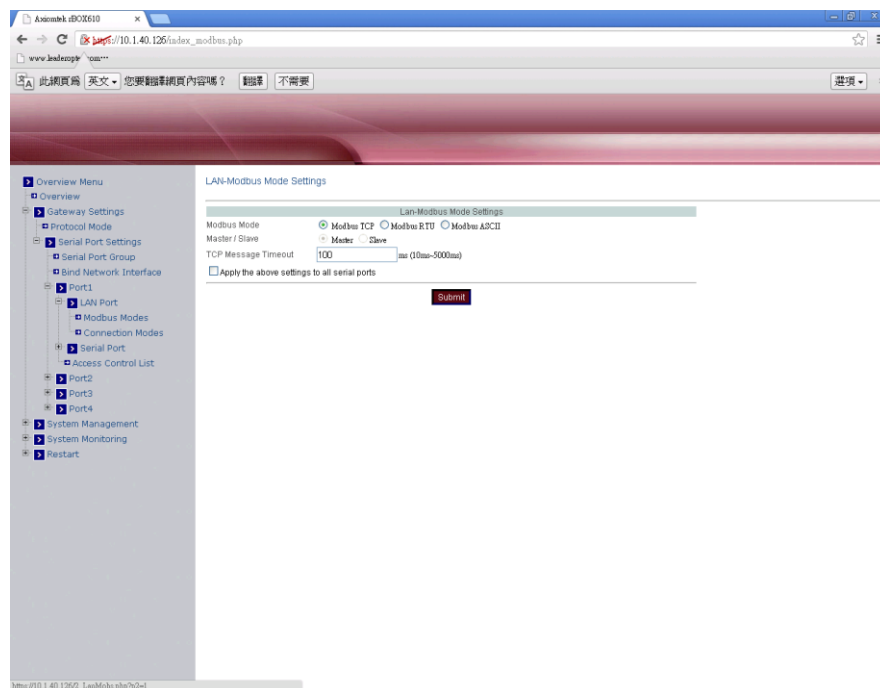 Axiomtek rBOX610
https://10.1.40.126/index_modbus.php
此網頁為 英文 您要翻譯網頁內容嗎？ 翻譯 不需要 選項
Overview Menu
Overview
Gateway Settings
Protocol Mode
Serial Port Settings
Serial Port Group
Bind Network Interface
Port1
LAN Port
Modbus Modes
Connection Modes
Serial Port
Access Control List
Port2
Port3
Port4
System Management
System Monitoring
Restart
LAN-Modbus Mode Settings
Lan-Modbus Mode Settings
Modbus Mode Modbus TCP Modbus RTU Modbus ASCII
Master / Slave Master Slave
TCP Message Timeout 100 ms (10ms~5000ms)
Apply the above settings to all serial ports
Submit